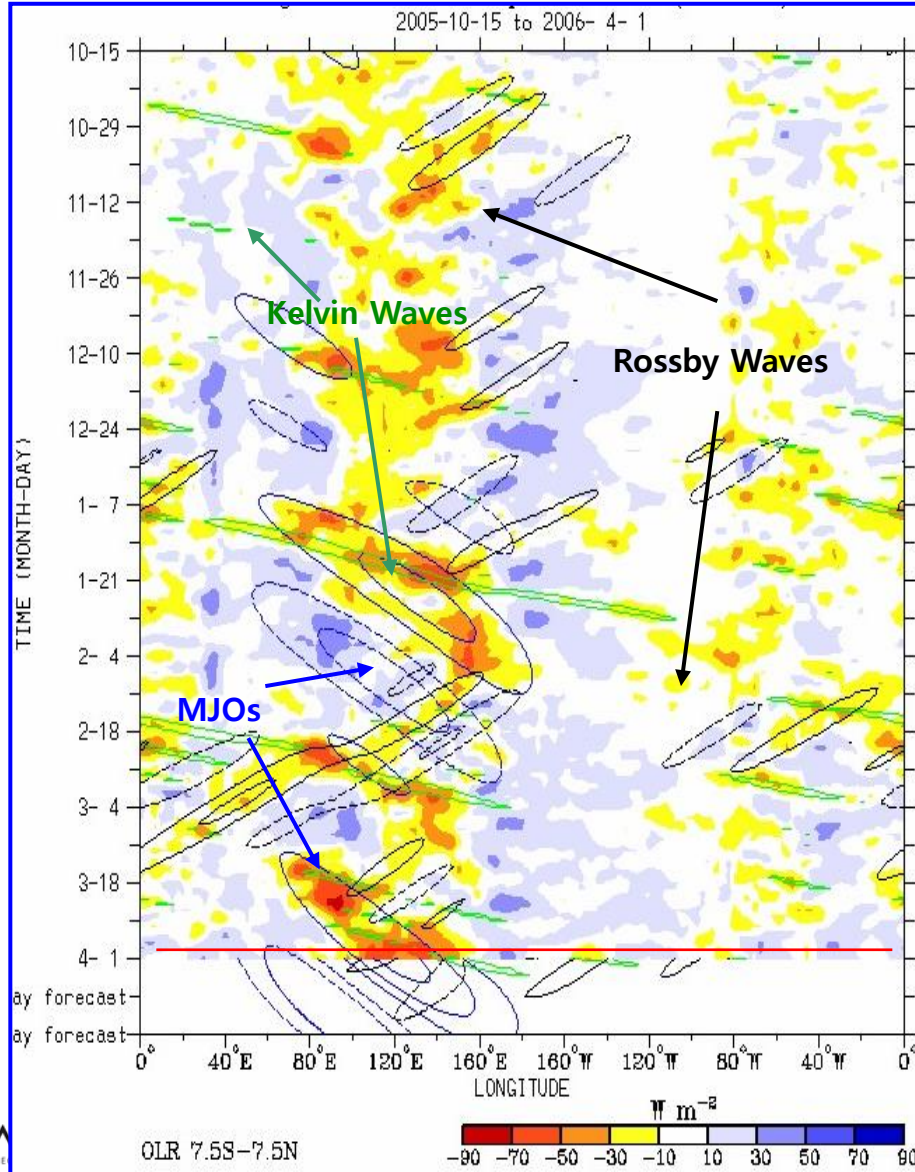 2005-10-15 to 2006- 4- 1
10-15
10-29
11-12
11-26
Kelvin Waves
12-10
Rossby Waves
12-24
TIME (MONTH-DAY)
1- 7
1-21
2- 4
MJOs
2-18
3- 4
3-18
4- 1
ay forecast
ay forecast
0° 40° E 80° E 120° E 160° E 160° W 120° W 80° W 40° W 0°
LONGITUDE
W m⁻²
OLR 7.5S-7.5N
-90 -70 -50 -30 -10 10 30 50 70 90